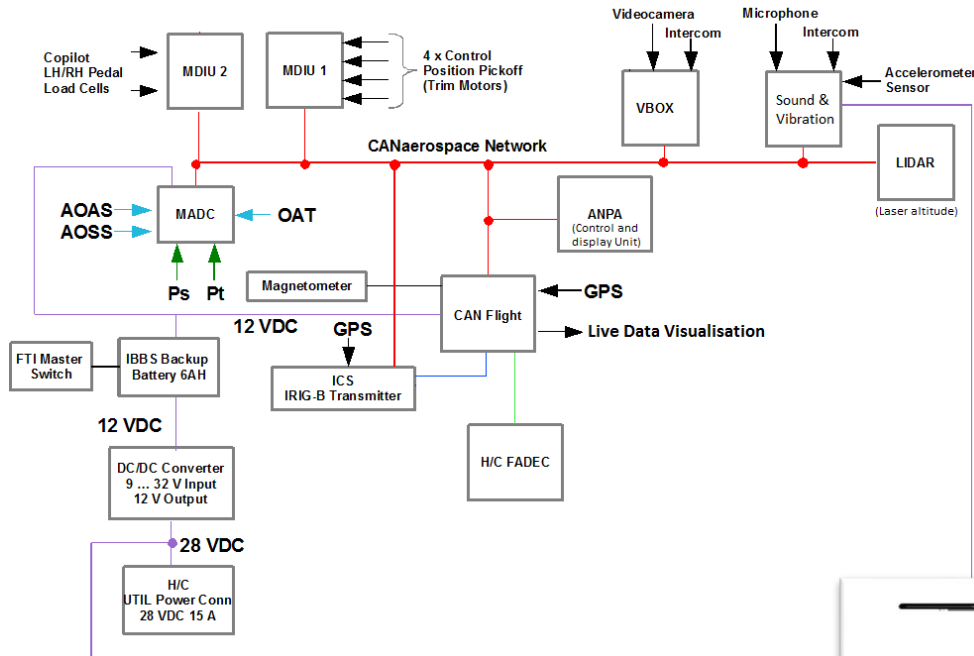 Videocamera
Intercom
Microphone
Intercom
Copilot
LH/RH Pedal
Load Cells
MDIU 2
MDIU 1
4 x Control
Position Pickoff
(Trim Motors)
VBOX
Sound &
Vibration
Accelerometer
Sensor
CANaerospace Network
LIDAR
(Laser altitude)
AOAS
AOSS
MADC
OAT
ANPA
(Control and
display Unit)
Ps
Pt
Magnetometer
CAN Flight
GPS
Live Data Visualisation
12 VDC
GPS
FTI Master
Switch
IBBS Backup
Battery 6AH
ICS
IRIG-B Transmitter
12 VDC
H/C FADEC
DC/DC Converter
9 ... 32 V Input
12 V Output
28 VDC
H/C
UTIL Power Conn
28 VDC 15 A